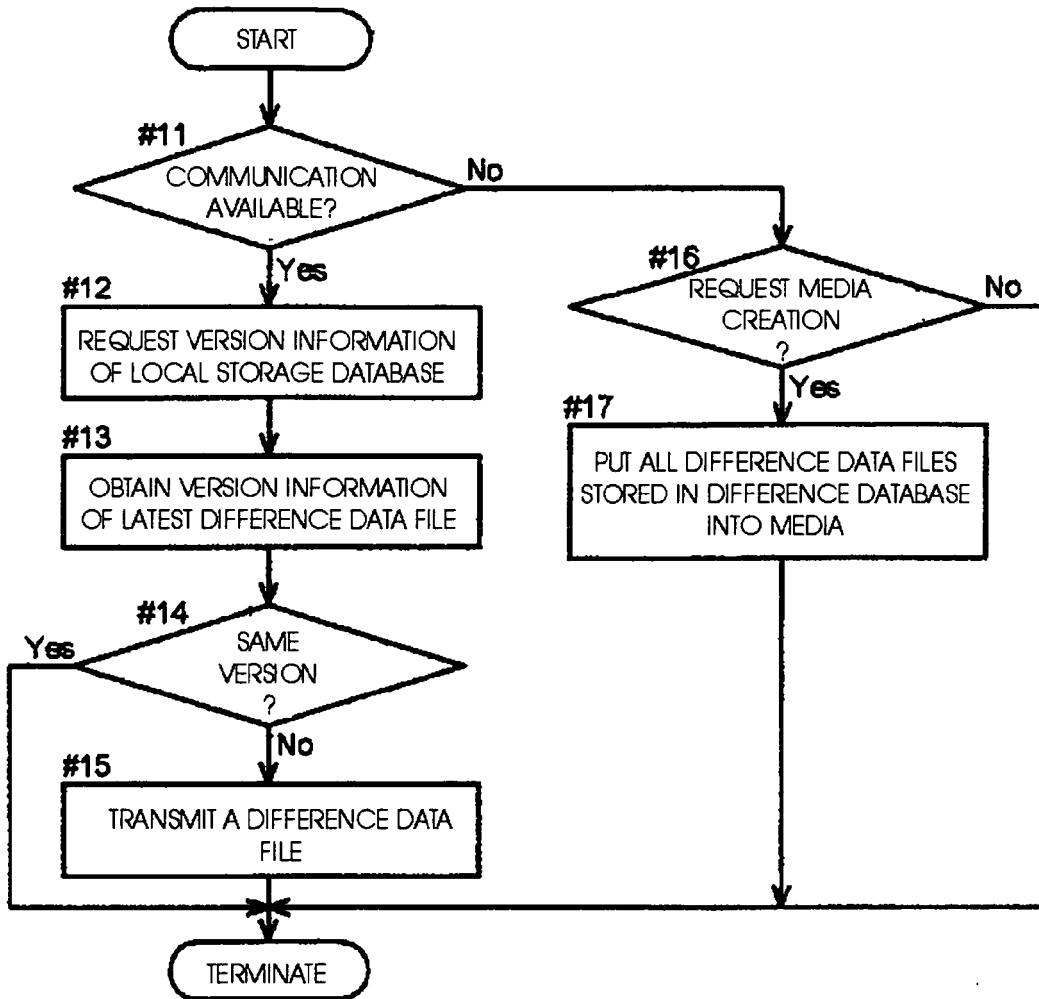 START
#11
COMMUNICATION
AVAILABLE?
No
Yes
#12
REQUEST VERSION INFORMATION
OF LOCAL STORAGE DATABASE
#13
OBTAIN VERSION INFORMATION
OF LATEST DIFFERENCE DATA FILE
#14
SAME
VERSION
?
Yes
No
#15
TRANSMIT A DIFFERENCE DATA
FILE
#16
REQUEST MEDIA
CREATION
?
No
Yes
#17
PUT ALL DIFFERENCE DATA FILES
STORED IN DIFFERENCE DATABASE
INTO MEDIA
TERMINATE